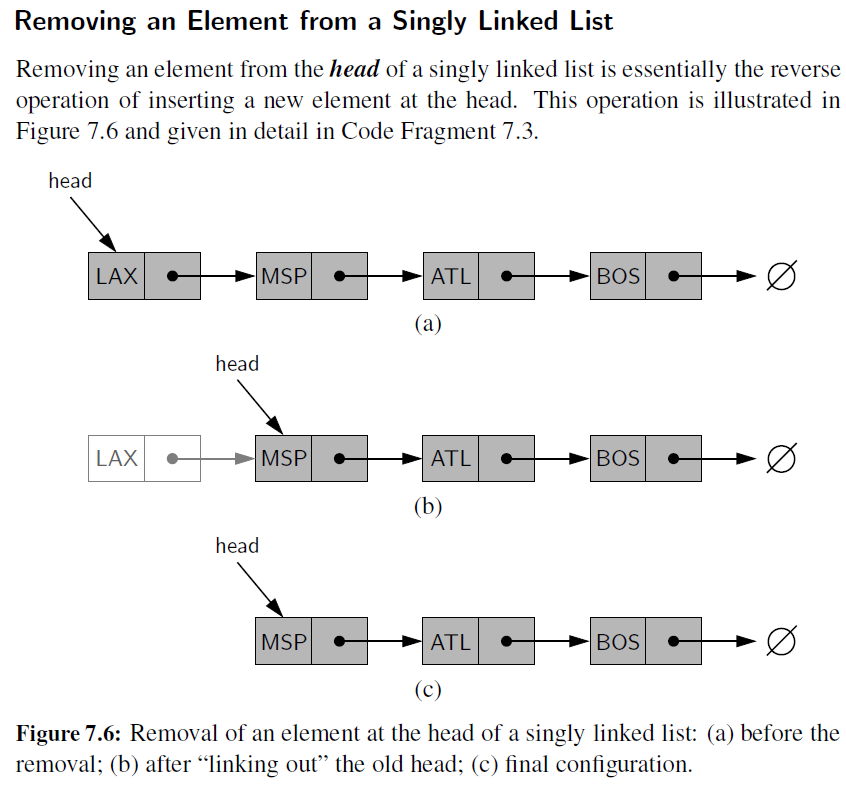 Removing an Element from a Singly Linked List
Removing an element from the head of a singly linked list is essentially the reverse
operation of inserting a new element at the head. This operation is illustrated in
Figure 7.6 and given in detail in Code Fragment 7.3.
head
LAX MSP ATL BOS ∅
(a)
head
LAX MSP ATL BOS ∅
(b)
head
MSP ATL BOS ∅
(c)
Figure 7.6: Removal of an element at the head of a singly linked list: (a) before the
removal; (b) after “linking out” the old head; (c) final configuration.